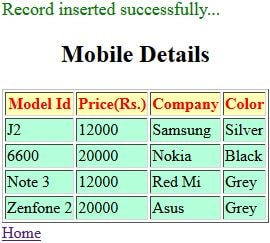 Record inserted successfully...
Mobile Details
Model Id Price(Rs.) Company Color
J2 12000 Samsung Silver
6600 20000 Nokia Black
Note 3 12000 Red Mi Grey
Zenfone 2 20000 Asus Grey
Home